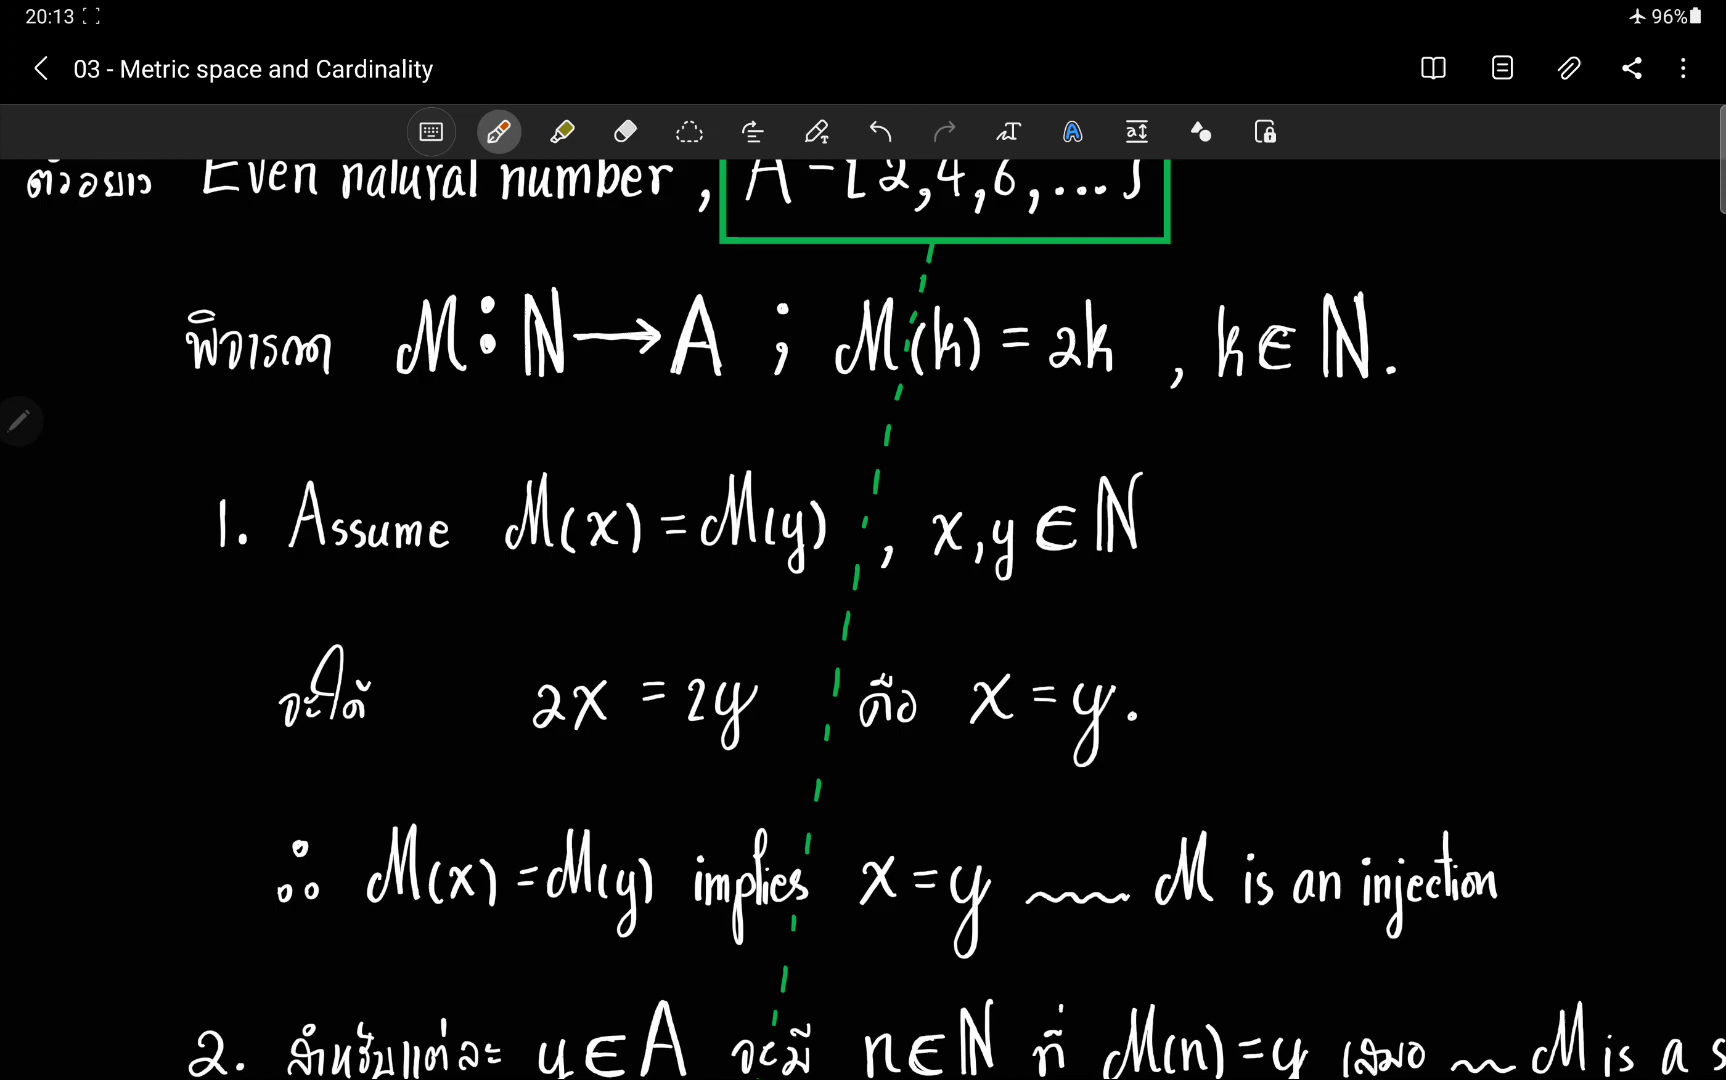 20:13 96%
03 - Metric space and Cardinality
ตัวอย่าง Even natural number , A = {2,4,6,...}
พิจารณา M : ℕ → A ; M(k) = 2k , k ∈ ℕ.
1. Assume M(x) = M(y) , x,y ∈ ℕ
จะได้ 2x = 2y คือ x = y.
∴ M(x) = M(y) implies x = y ~~~ M is an injection
2. สำหรับแต่ละ y ∈ A จะมี n ∈ ℕ ที่ M(n) = y เสมอ ~~ M is a s